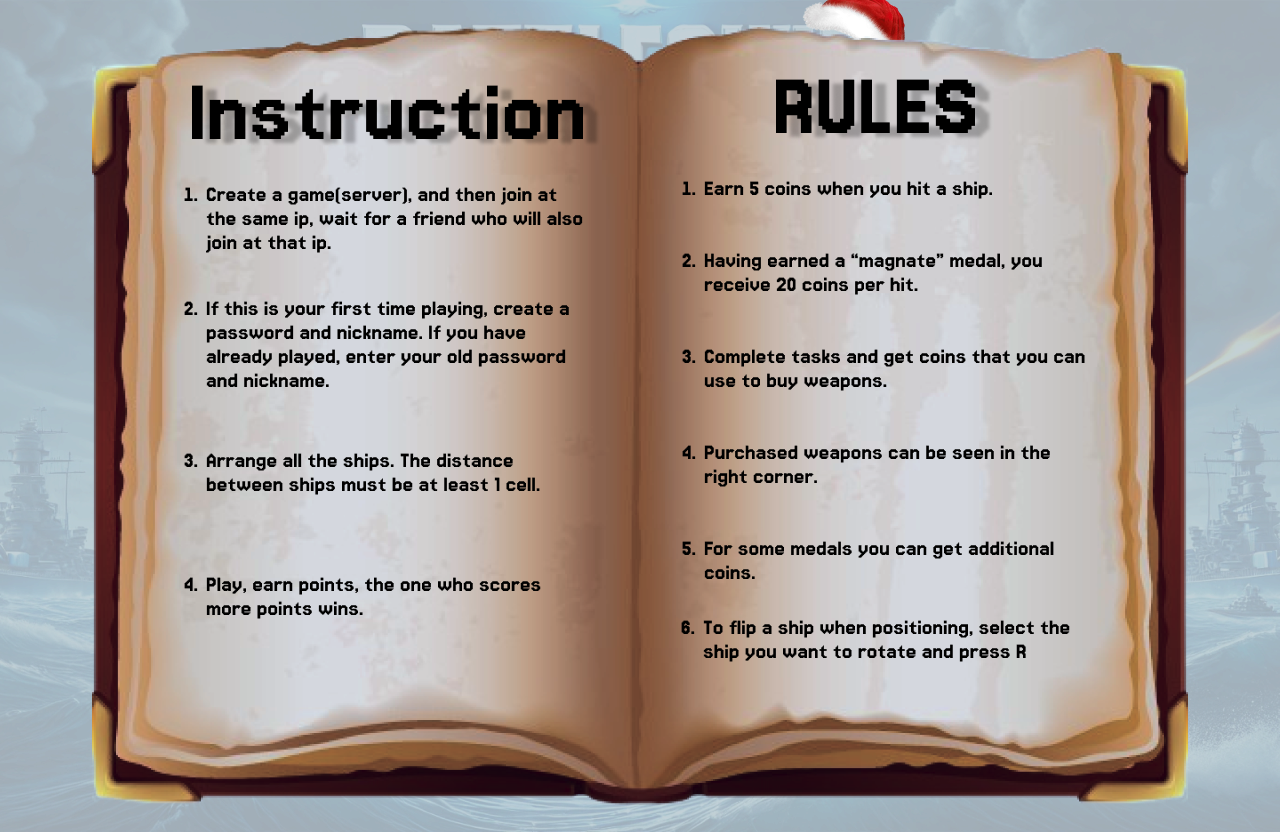 Instruction
1. Create a game(server), and then join at
the same ip, wait for a friend who will also
join at that ip.
2. If this is your first time playing, create a
password and nickname. If you have
already played, enter your old password
and nickname.
3. Arrange all the ships. The distance
between ships must be at least 1 cell.
4. Play, earn points, the one who scores
more points wins.
RULES
1. Earn 5 coins when you hit a ship.
2. Having earned a “magnate” medal, you
receive 20 coins per hit.
3. Complete tasks and get coins that you can
use to buy weapons.
4. Purchased weapons can be seen in the
right corner.
5. For some medals you can get additional
coins.
6. To flip a ship when positioning, select the
ship you want to rotate and press R